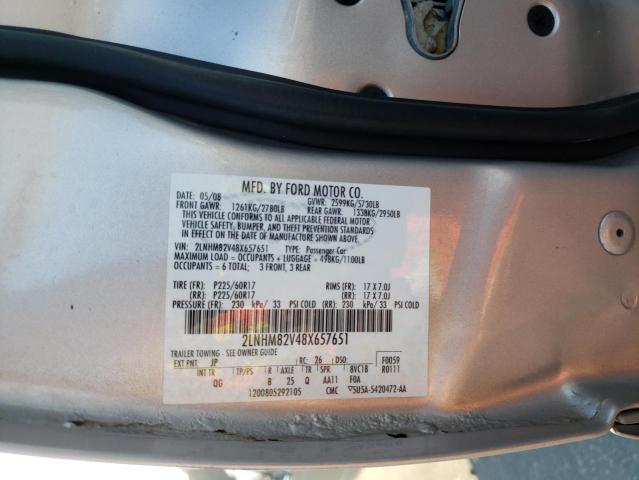 MFD. BY FORD MOTOR CO.
DATE: 05/08 GVWR: 2599KG/5730LB
FRONT GAWR: 1261KG/2780LB REAR GAWR: 1338KG/2950LB
THIS VEHICLE CONFORMS TO ALL APPLICABLE FEDERAL MOTOR
VEHICLE SAFETY, BUMPER, AND THEFT PREVENTION STANDARDS
IN EFFECT ON THE DATE OF MANUFACTURE SHOWN ABOVE.
VIN: 2LNHM82V48X657651 TYPE: Passenger Car
MAXIMUM LOAD = OCCUPANTS + LUGGAGE = 498KG/1100LB
OCCUPANTS = 6 TOTAL; 3 FRONT, 3 REAR
TIRE (FR): P225/60R17 RIMS (FR): 17 X 7.0J
(RR): P225/60R17 (RR): 17 X 7.0J
PRESSURE (FR): 230 kPa/ 33 PSI COLD (RR): 230 kPa/ 33 PSI COLD
2LNHM82V48X657651
TRAILER TOWING - SEE OWNER GUIDE
EXT PNT: JP RC: 26 DSO: F0059
INT TR TP/PS R AXLE TR SPR 8VC1B R0111
QG B 25 Q AA11 F0A
1200805292105 CMC 5U5A-5420472-AA